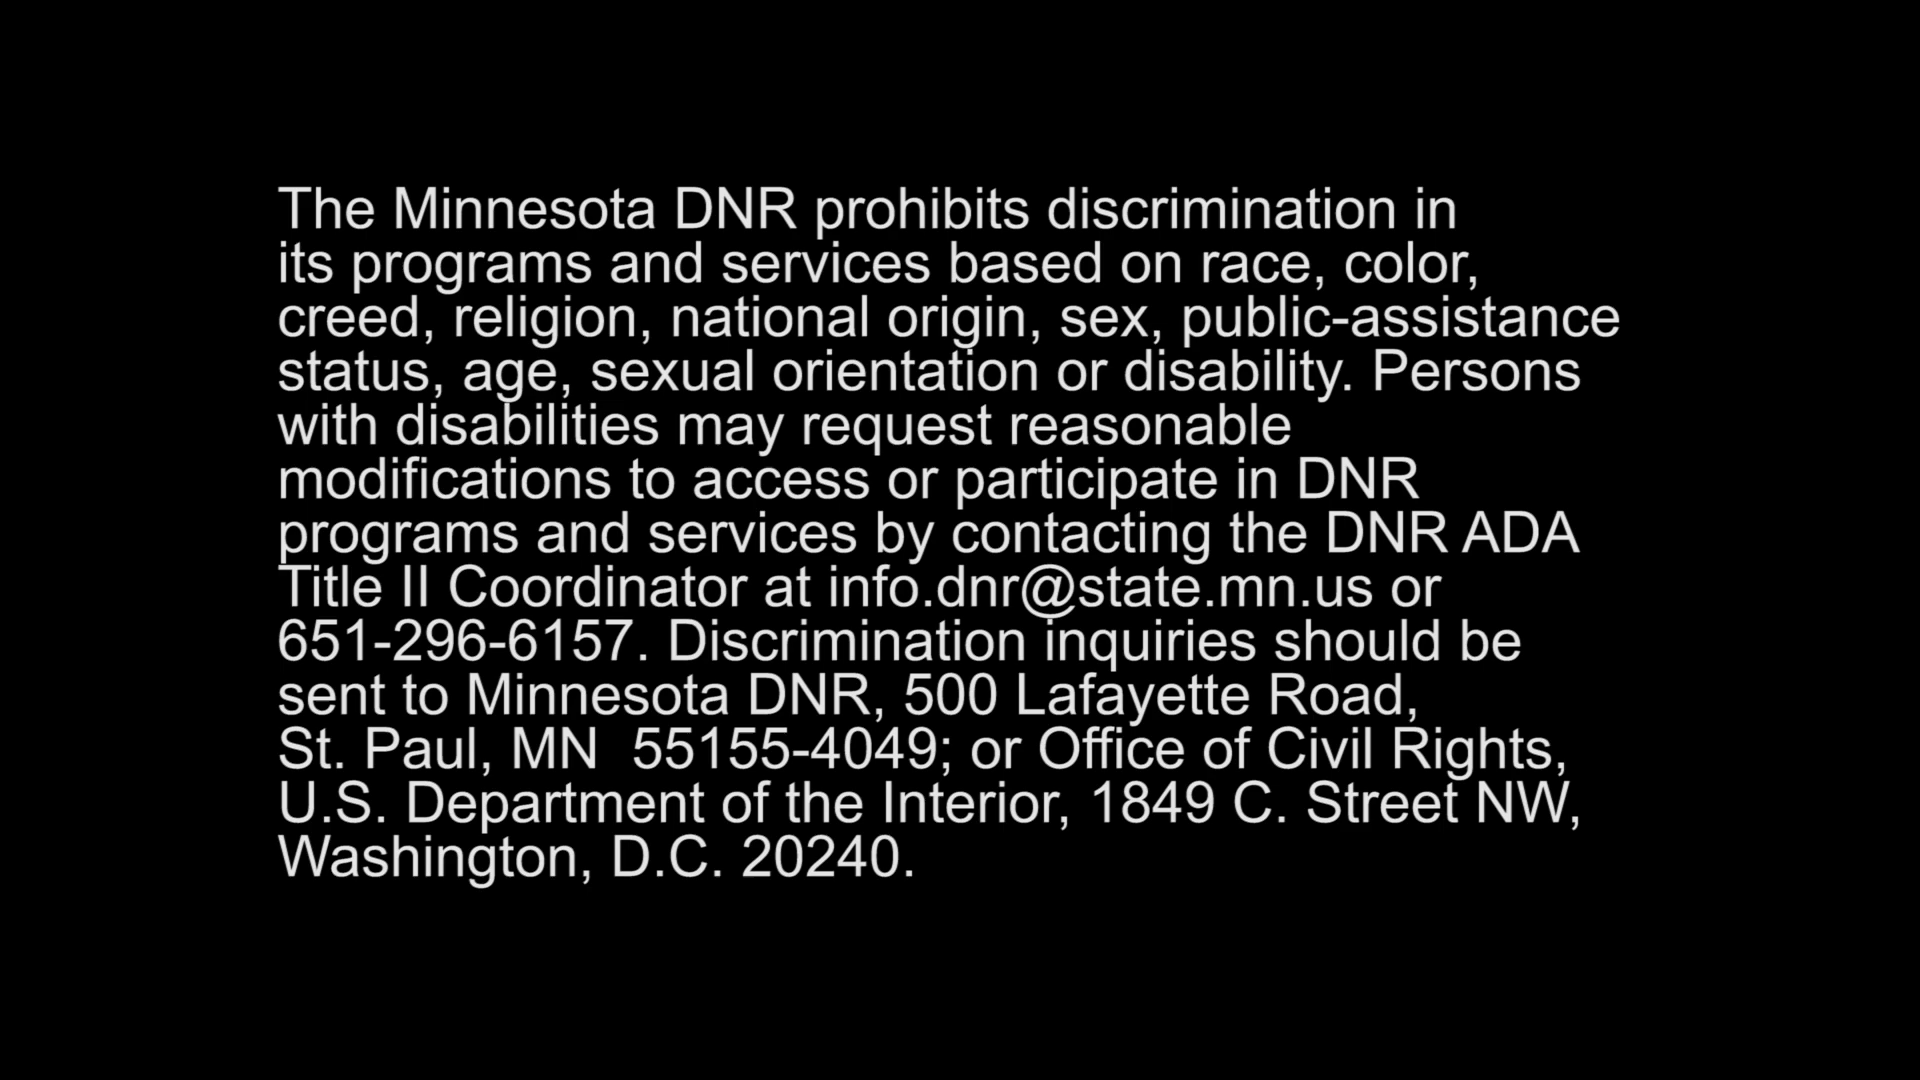 The Minnesota DNR prohibits discrimination in
its programs and services based on race, color,
creed, religion, national origin, sex, public-assistance
status, age, sexual orientation or disability. Persons
with disabilities may request reasonable
modifications to access or participate in DNR
programs and services by contacting the DNR ADA
Title II Coordinator at info.dnr@state.mn.us or
651-296-6157. Discrimination inquiries should be
sent to Minnesota DNR, 500 Lafayette Road,
St. Paul, MN  55155-4049; or Office of Civil Rights,
U.S. Department of the Interior, 1849 C. Street NW,
Washington, D.C. 20240.